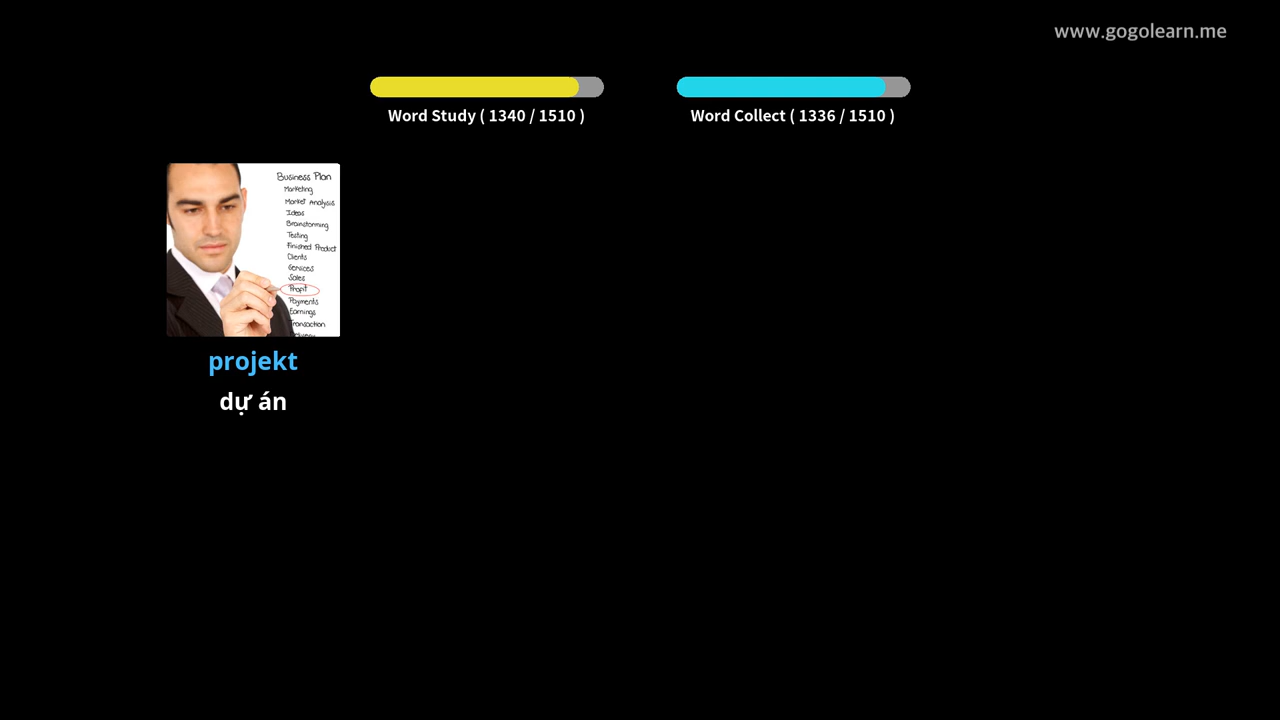 www.gogolearn.me
Word Study ( 1340 / 1510 )
Word Collect ( 1336 / 1510 )
Business Plan
Marketing
Market Analysis
Ideas
Brainstorming
Testing
Finished Product
Clients
Services
Sales
Profit
Payments
Earnings
Transaction
Delivery
projekt
dự án